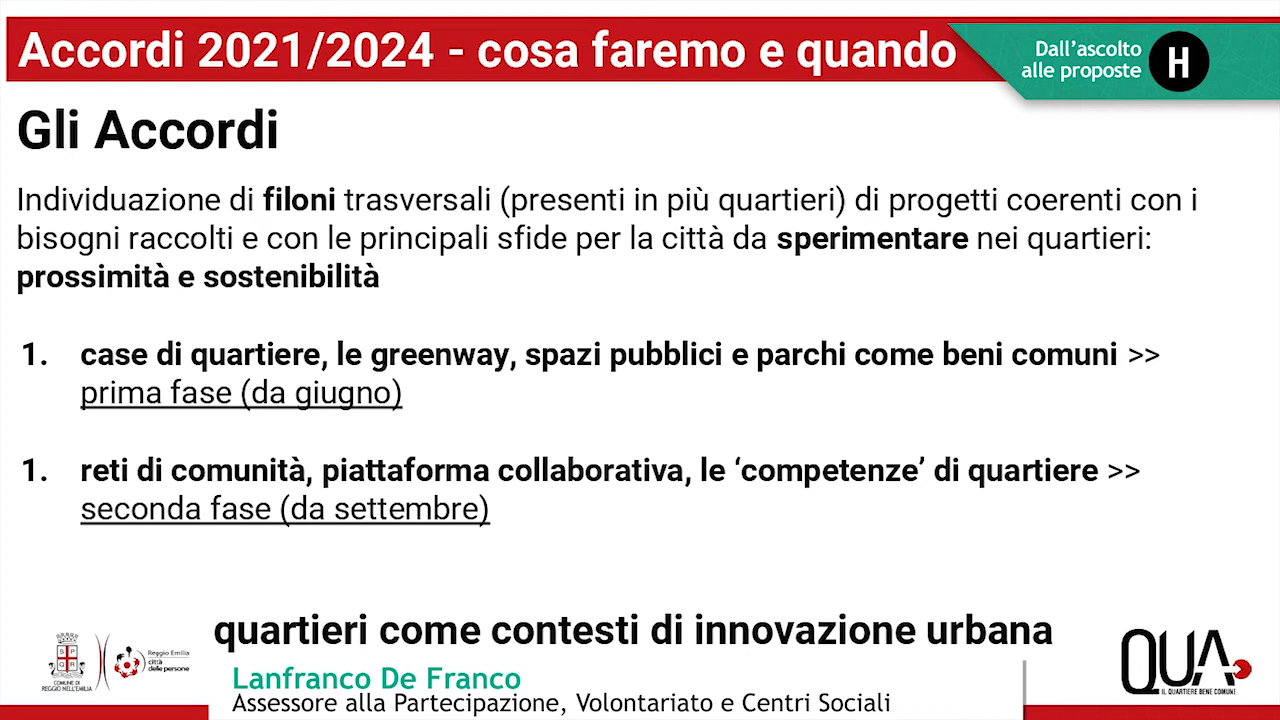 Accordi 2021/2024 - cosa faremo e quando
Dall'ascolto
alle proposte
H
Gli Accordi
Individuazione di filoni trasversali (presenti in più quartieri) di progetti coerenti con i
bisogni raccolti e con le principali sfide per la città da sperimentare nei quartieri:
prossimità e sostenibilità
1. case di quartiere, le greenway, spazi pubblici e parchi come beni comuni >>
prima fase (da giugno)
1. reti di comunità, piattaforma collaborativa, le ‘competenze’ di quartiere >>
seconda fase (da settembre)
quartieri come contesti di innovazione urbana
COMUNE DI
REGGIO NELL'EMILIA
Reggio Emilia
città
delle persone
Lanfranco De Franco
Assessore alla Partecipazione, Volontariato e Centri Sociali
QUA
IL QUARTIERE BENE COMUNE